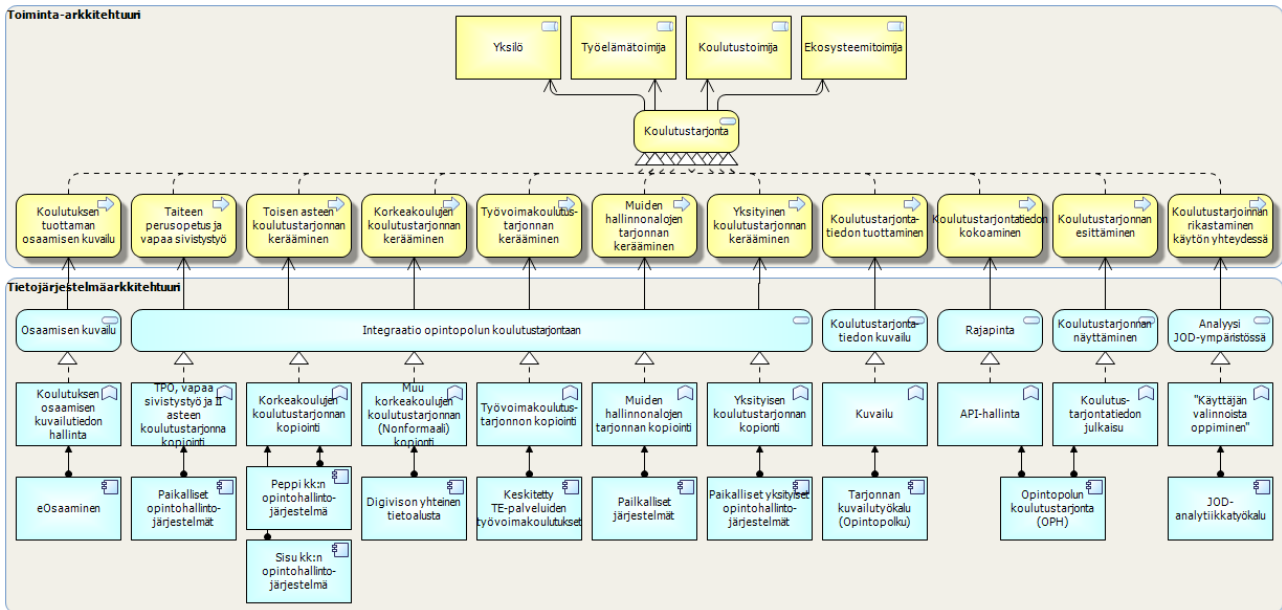 Toiminta-arkkitehtuuri
Yksilö
Työelämätoimija
Koulutustoimija
Ekosysteemitoimija
Koulutustarjonta
Koulutuksen
tuottaman
osaamisen kuvailu
Taiteen
perusopetus ja
vapaa sivistystyö
Toisen asteen
koulutustarjonnan
kerääminen
Korkeakoulujen
koulutustarjonnan
kerääminen
Työvoimakoulutus-
tarjonnan
kerääminen
Muiden
hallinnonalojen
tarjonnan
kerääminen
Yksityinen
koulutustarjonnan
kerääminen
Koulutustarjonta-
tiedon tuottaminen
Koulutustarjontatiedon
kokoaminen
Koulutustarjonnan
esittäminen
Koulutustarjoinnan
rikastaminen
käytön yhteydessä
Tietojärjestelmäarkkitehtuuri
Osaamisen kuvailu
Integraatio opintopolun koulutustarjontaan
Koulutustarjonta-
tiedon kuvailu
Rajapinta
Koulutustarjonnan
näyttäminen
Analyysi
JOD-ympäristössä
Koulutuksen
osaamisen
kuvailutiedon
hallinta
TPO, vapaa
sivistystyö ja II
asteen
koulutustarjonna
kopiointi
Korkeakoulujen
koulutustarjonnan
kopiointi
Muu
korkeakoulujen
koulutustarjonnan
(Nonformaali)
kopionti
Työvoimakoulutus-
tarjonnon kopiointi
Muiden
hallinnonalojen
tarjonnan kopiointi
Yksityisen
koulutustarjonnan
kopionti
Kuvailu
API-hallinta
Koulutus-
tarjontatiedon
julkaisu
"Käyttäjän
valinnoista
oppiminen"
eOsaaminen
Paikalliset
opintohallinto-
järjestelmät
Peppi kk:n
opintohallinto-
järjestelmä
Sisu kk:n
opintohallinto-
järjestelmä
Digivison yhteinen
tietoalusta
Keskitetty
TE-palveluiden
työvoimakoulutukset
Pailkalliset
järjestelmät
Paikalliset yksityiset
opintohallinto-
järjestelmät
Tarjonnan
kuvailutyökalu
(Opintopolku)
Opintopolun
koulutustarjonta
(OPH)
JOD-
analytiikkatyökalu